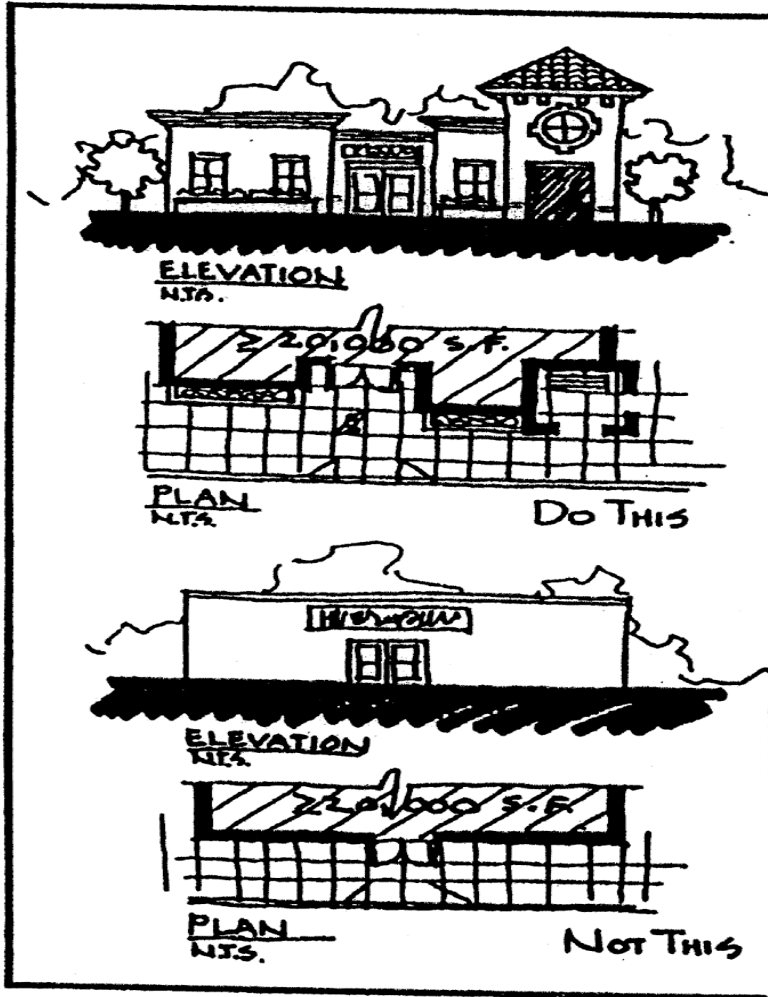 ELEVATION
N.T.S.
≥ 20,000 S.F.
PLAN
N.T.S.
DO THIS
ELEVATION
N.T.S.
≥ 20,000 S.F.
PLAN
N.T.S.
NOT THIS